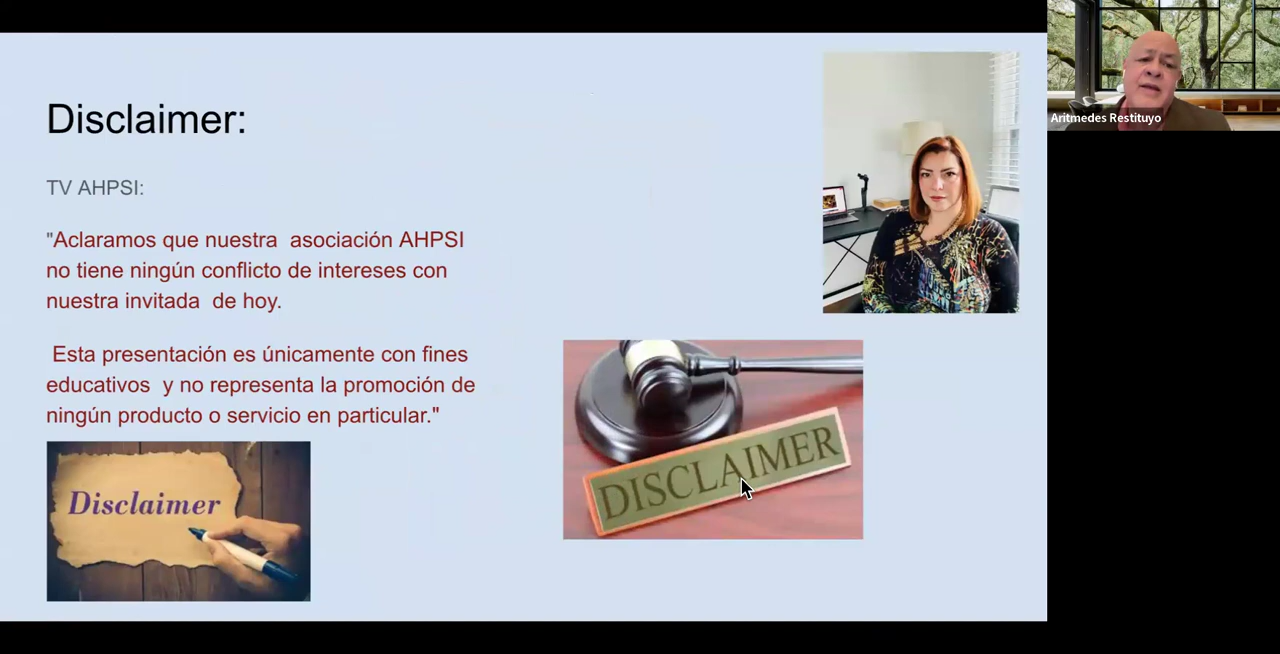 Disclaimer:
TV AHPSI:
"Aclaramos que nuestra  asociación AHPSI
no tiene ningún conflicto de intereses con
nuestra invitada  de hoy.
Esta presentación es únicamente con fines
educativos  y no representa la promoción de
ningún producto o servicio en particular."
Disclaimer
DISCLAIMER
Aritmedes Restituyo